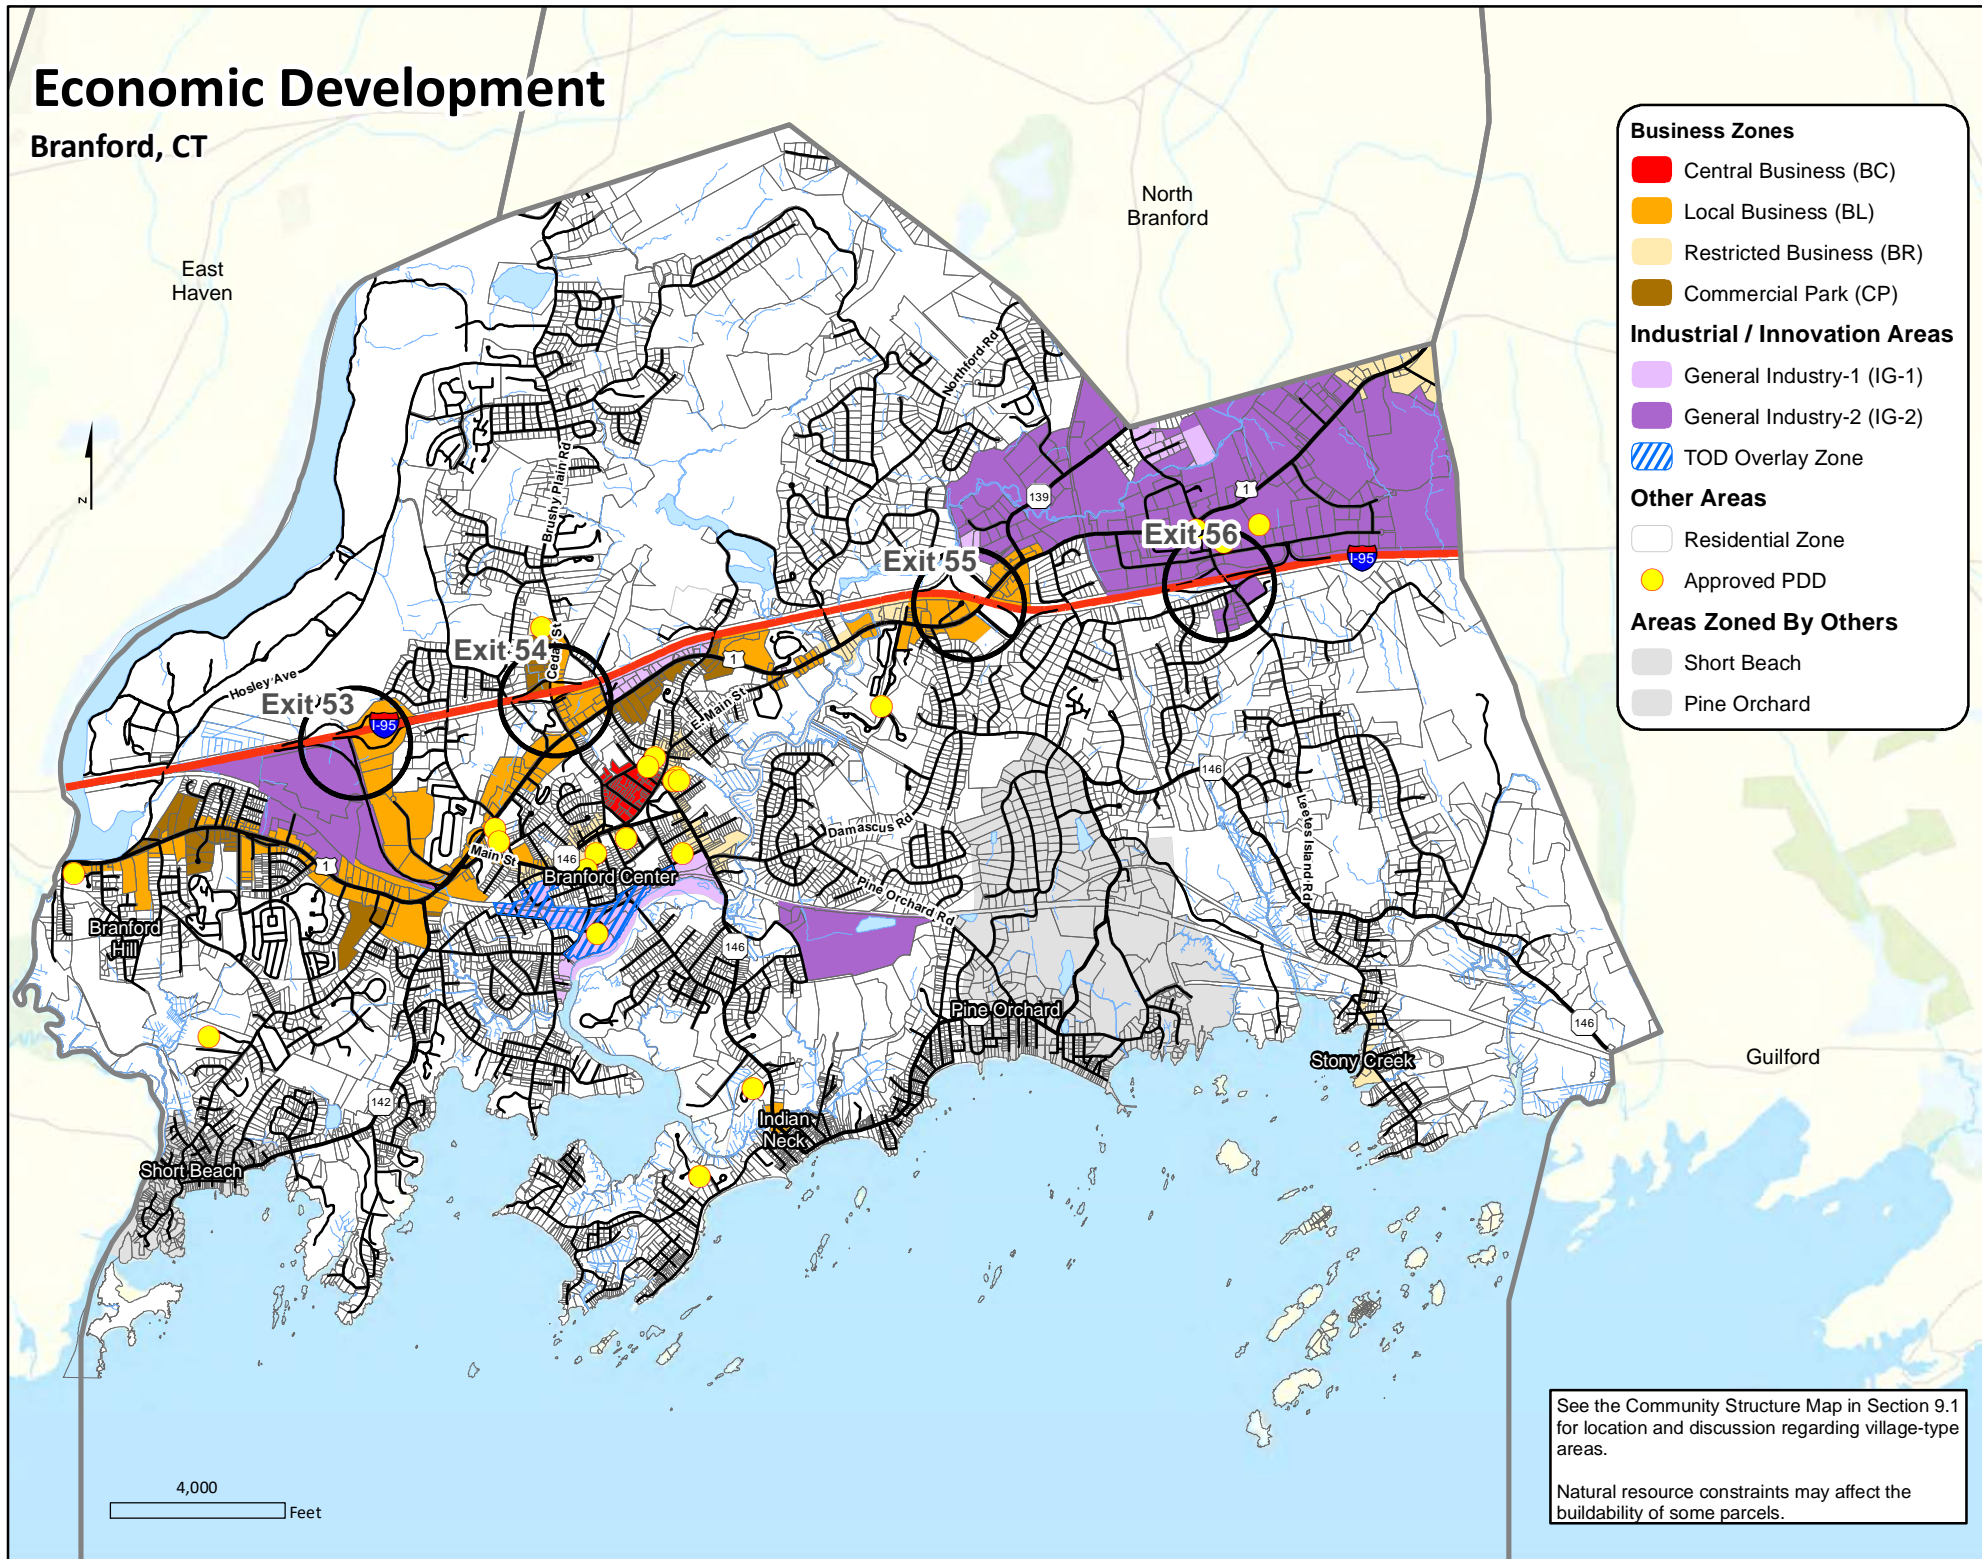 Economic Development
Branford, CT
East
Haven
North
Branford
Guilford
Business Zones
Central Business (BC)
Local Business (BL)
Restricted Business (BR)
Commercial Park (CP)
Industrial / Innovation Areas
General Industry-1 (IG-1)
General Industry-2 (IG-2)
TOD Overlay Zone
Other Areas
Residential Zone
Approved PDD
Areas Zoned By Others
Short Beach
Pine Orchard
N
Northford Rd
Brushy Plain Rd
139
1
Exit 56
I-95
Exit 55
Exit 54
Cedar St
1
Hosley Ave
Exit 53
I-95
E. Main St
146
Leetes Island Rd
Damascus Rd
Main St
146
1
Branford Center
Pine Orchard Rd
Branford
Hill
146
Pine Orchard
146
Stony Creek
142
Indian
Neck
Short Beach
4,000
Feet
See the Community Structure Map in Section 9.1
for location and discussion regarding village-type
areas.
Natural resource constraints may affect the
buildability of some parcels.